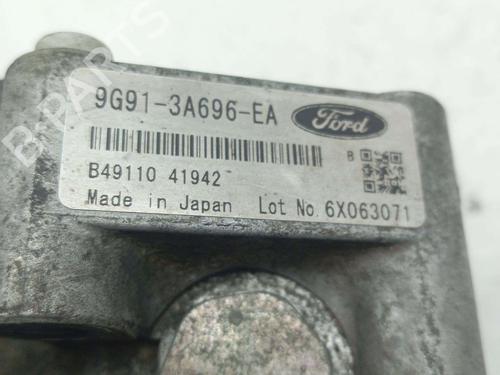 9G91-3A696-EA
Ford
B
B49110 41942
Made in Japan Lot No. 6X063071
B-PARTS